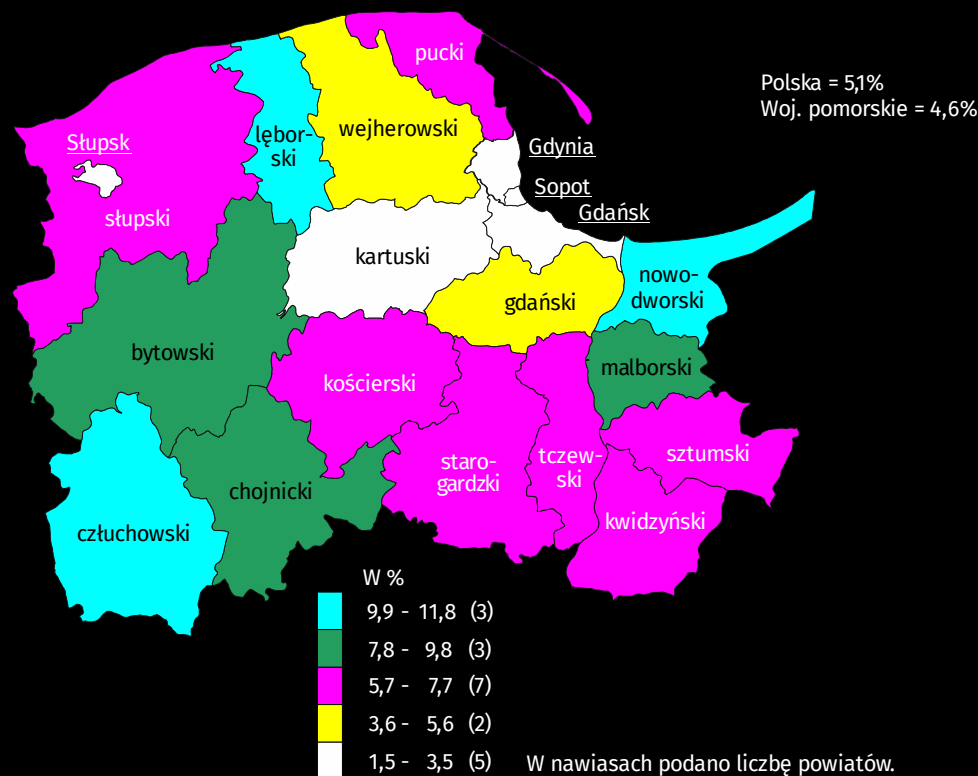 pucki
Polska = 5,1%
Woj. pomorskie = 4,6%
lębor-
ski
wejherowski
Słupsk
Gdynia
Sopot
Gdańsk
słupski
kartuski
nowo-
dworski
gdański
bytowski
kościerski
malborski
staro-
gardzki
tczew-
ski
sztumski
chojnicki
kwidzyński
człuchowski
W %
9,9 - 11,8 (3)
7,8 - 9,8 (3)
5,7 - 7,7 (7)
3,6 - 5,6 (2)
1,5 - 3,5 (5)
W nawiasach podano liczbę powiatów.